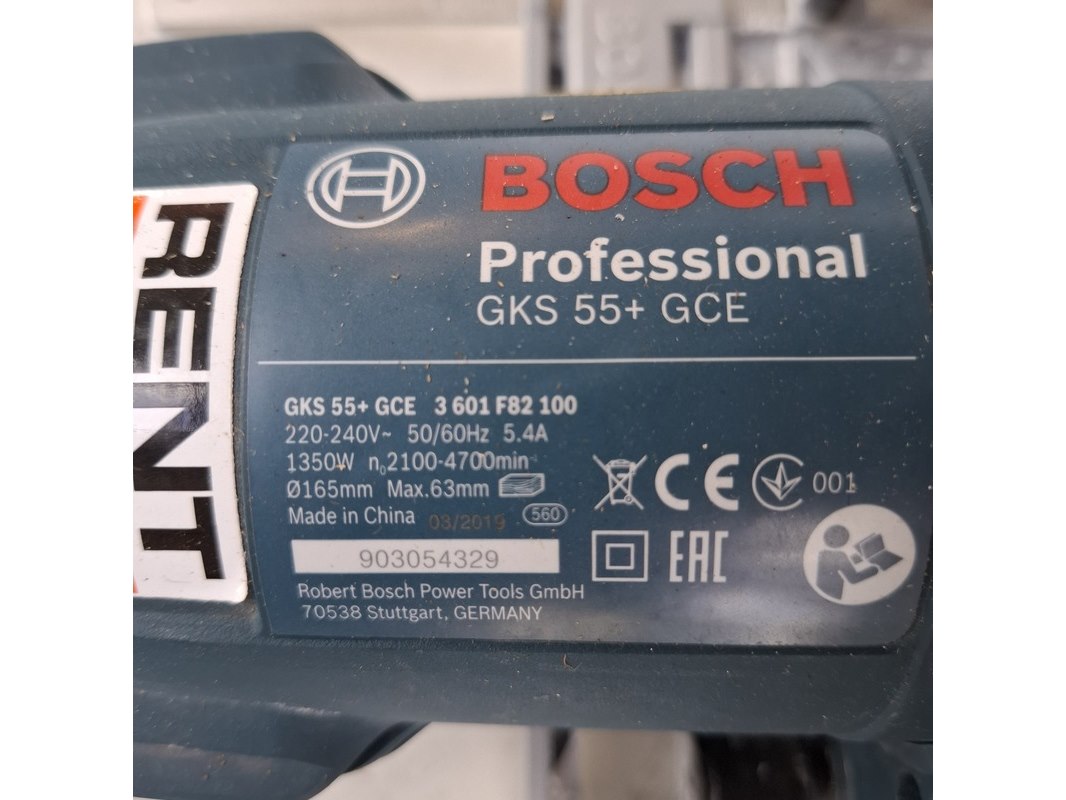 BOSCH
Professional
GKS 55+ GCE
RENT
GKS 55+ GCE 3 601 F82 100
220-240V~ 50/60Hz 5.4A
1350W n₀2100-4700min
Ø165mm Max.63mm
Made in China 03/2019 560
903054329
Robert Bosch Power Tools GmbH
70538 Stuttgart, GERMANY
CE 001
EAC